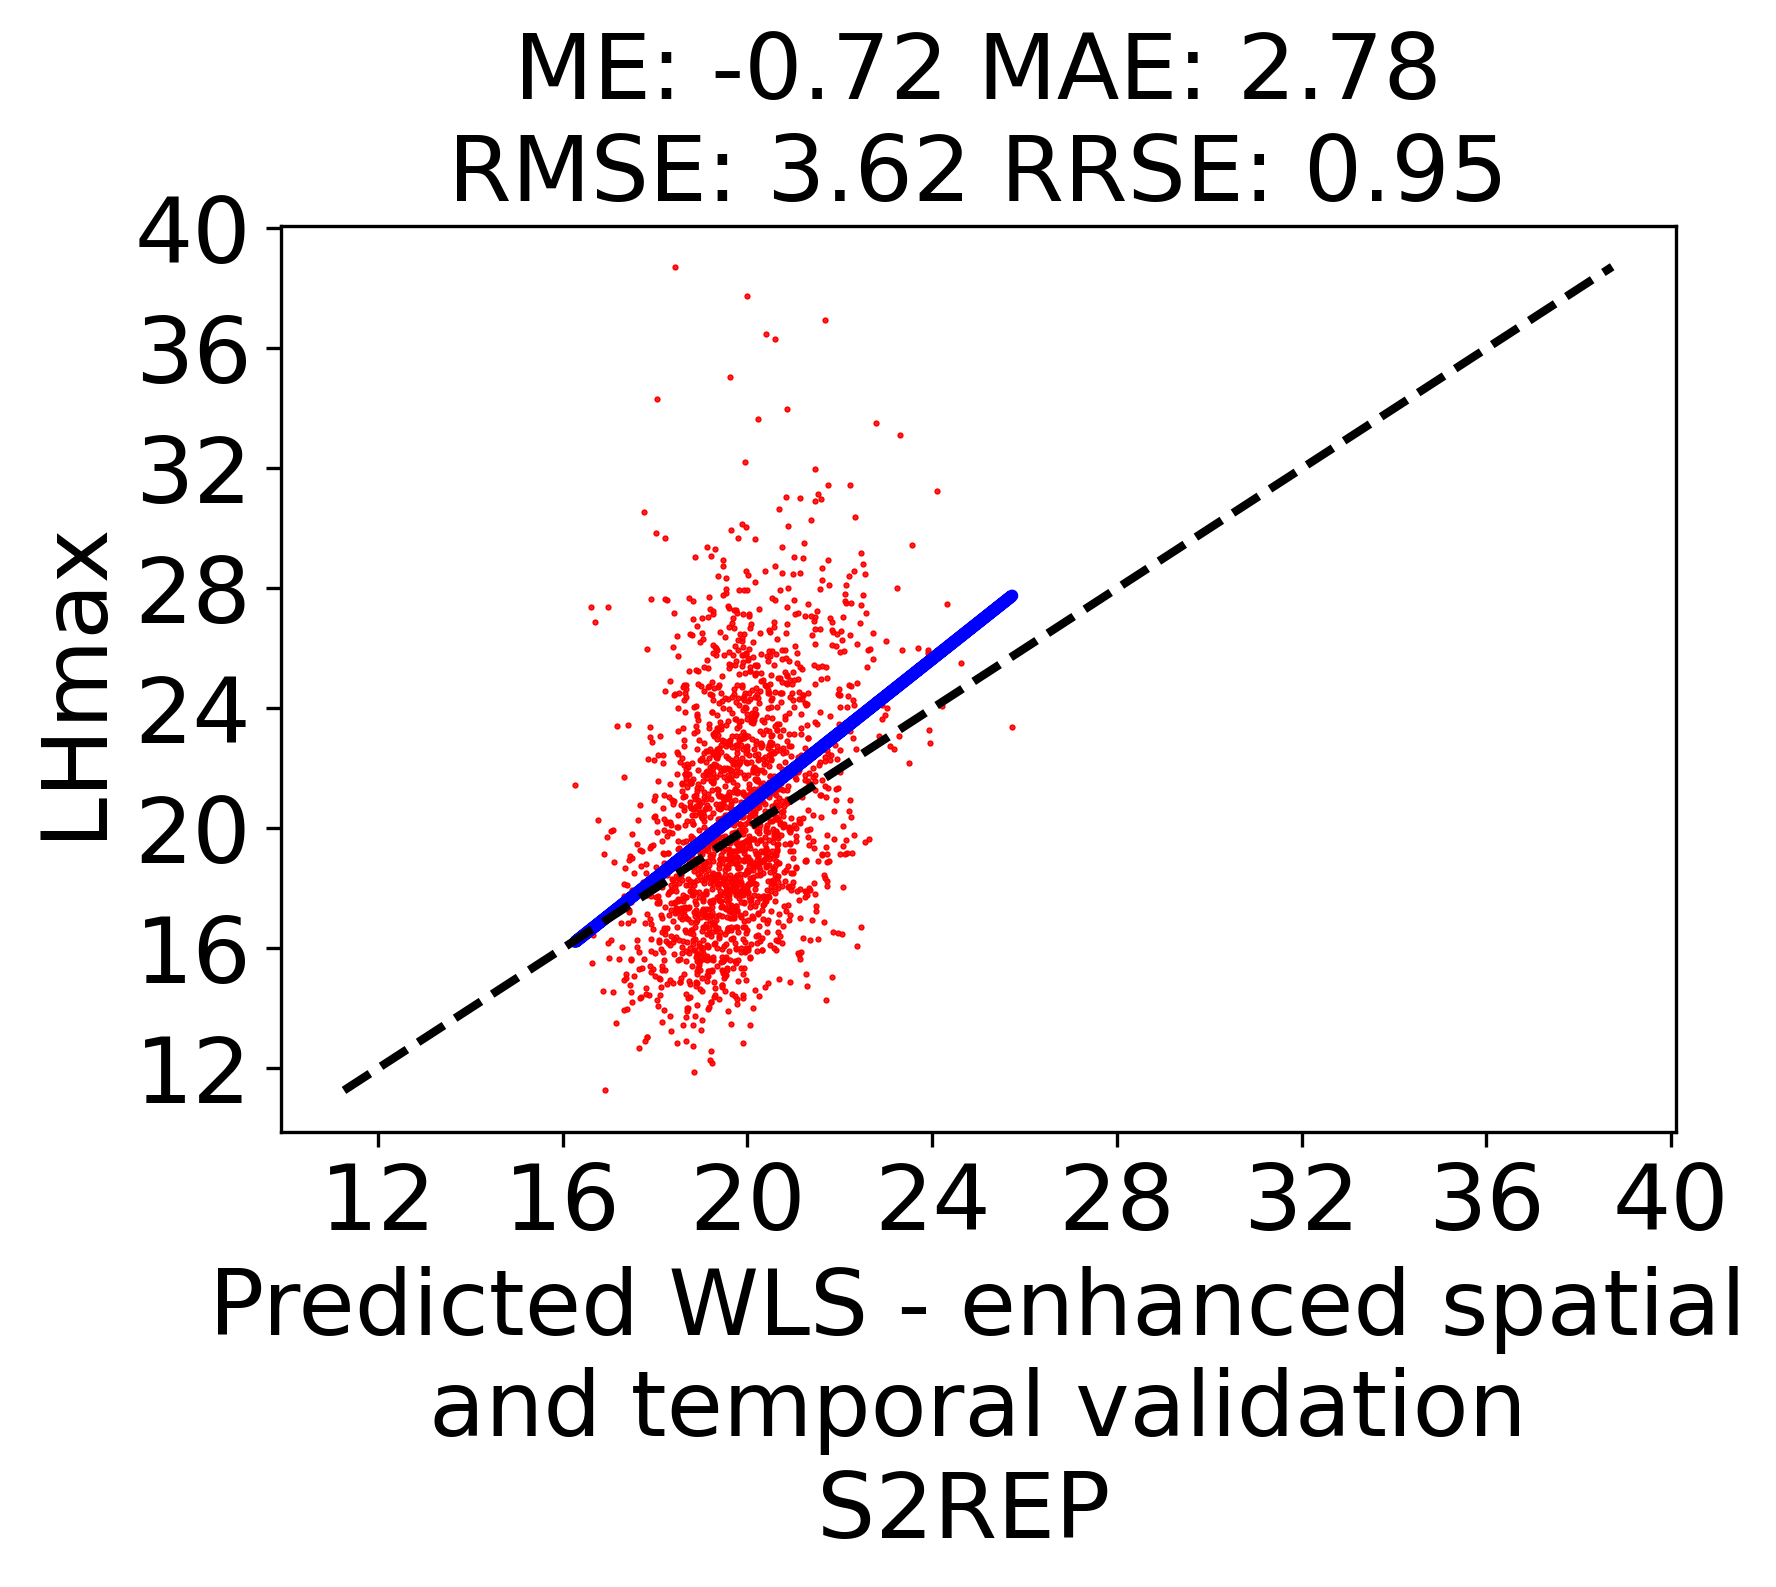 ME: -0.72 MAE: 2.78
RMSE: 3.62 RRSE: 0.95
40
36
32
28
24
20
16
12
LHmax
12 16 20 24 28 32 36 40
Predicted WLS - enhanced spatial
and temporal validation
S2REP